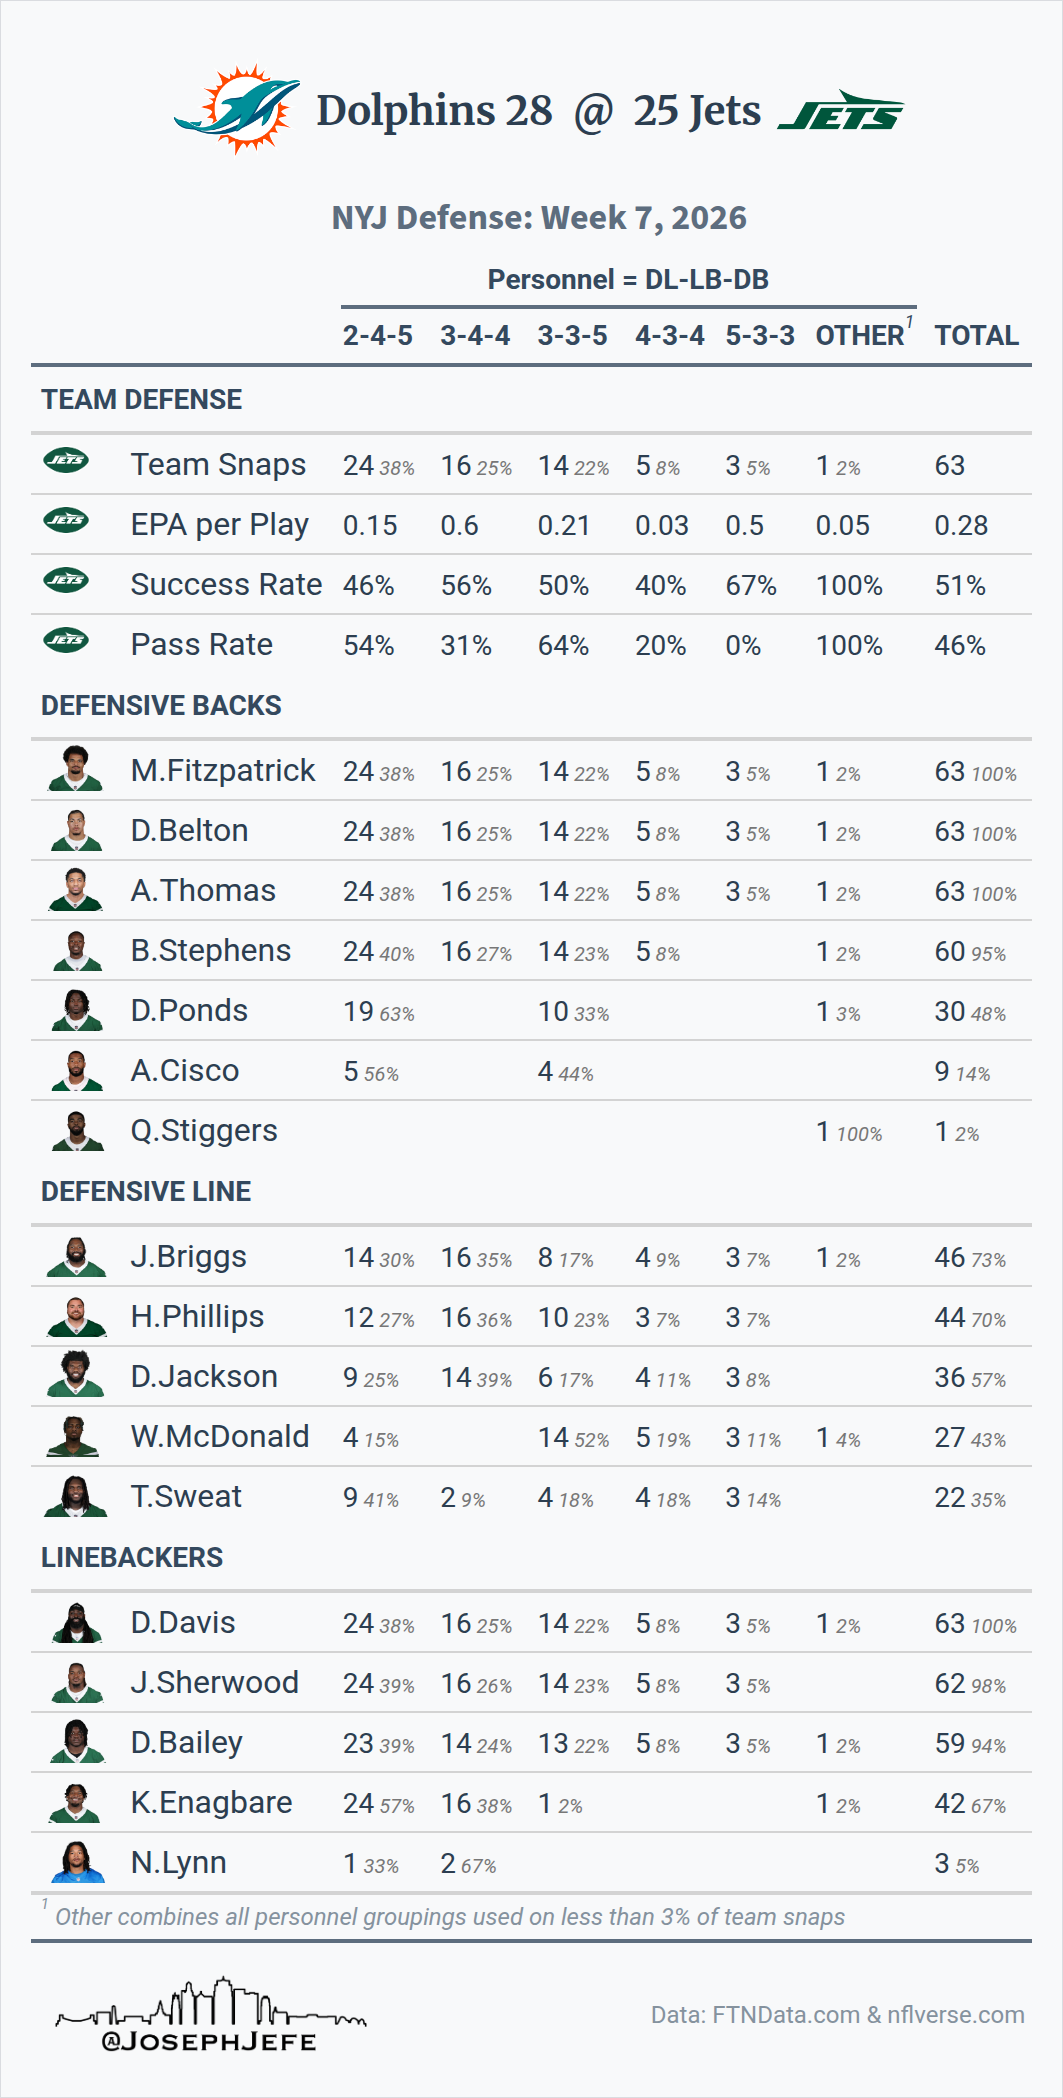 Dolphins 28 @ 25 Jets JETS
NYJ Defense: Week 7, 2026
Personnel = DL-LB-DB
2-4-5 3-4-4 3-3-5 4-3-4 5-3-3 OTHER1 TOTAL
TEAM DEFENSE
JETS Team Snaps 24 38% 16 25% 14 22% 5 8% 3 5% 1 2% 63
JETS EPA per Play 0.15 0.6 0.21 0.03 0.5 0.05 0.28
JETS Success Rate 46% 56% 50% 40% 67% 100% 51%
JETS Pass Rate 54% 31% 64% 20% 0% 100% 46%
DEFENSIVE BACKS
M.Fitzpatrick 24 38% 16 25% 14 22% 5 8% 3 5% 1 2% 63 100%
D.Belton 24 38% 16 25% 14 22% 5 8% 3 5% 1 2% 63 100%
A.Thomas 24 38% 16 25% 14 22% 5 8% 3 5% 1 2% 63 100%
B.Stephens 24 40% 16 27% 14 23% 5 8% 1 2% 60 95%
D.Ponds 19 63% 10 33% 1 3% 30 48%
A.Cisco 5 56% 4 44% 9 14%
Q.Stiggers 1 100% 1 2%
DEFENSIVE LINE
J.Briggs 14 30% 16 35% 8 17% 4 9% 3 7% 1 2% 46 73%
H.Phillips 12 27% 16 36% 10 23% 3 7% 3 7% 44 70%
D.Jackson 9 25% 14 39% 6 17% 4 11% 3 8% 36 57%
W.McDonald 4 15% 14 52% 5 19% 3 11% 1 4% 27 43%
T.Sweat 9 41% 2 9% 4 18% 4 18% 3 14% 22 35%
LINEBACKERS
D.Davis 24 38% 16 25% 14 22% 5 8% 3 5% 1 2% 63 100%
J.Sherwood 24 39% 16 26% 14 23% 5 8% 3 5% 62 98%
D.Bailey 23 39% 14 24% 13 22% 5 8% 3 5% 1 2% 59 94%
K.Enagbare 24 57% 16 38% 1 2% 1 2% 42 67%
N.Lynn 1 33% 2 67% 3 5%
1 Other combines all personnel groupings used on less than 3% of team snaps
@JOSEPHJEFE
Data: FTNData.com & nflverse.com